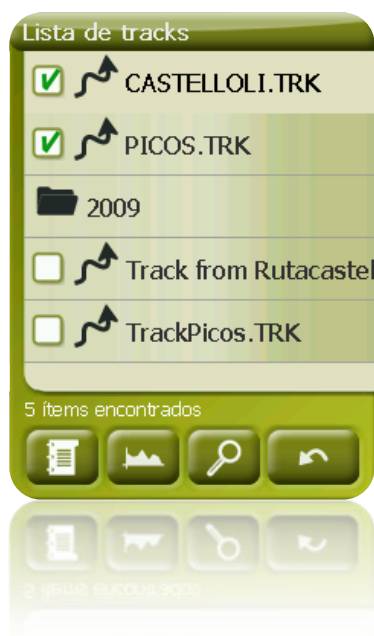 Lista de tracks
CASTELLOLI.TRK
PICOS.TRK
2009
Track from Rutacastel
TrackPicos.TRK
5 ítems encontrados